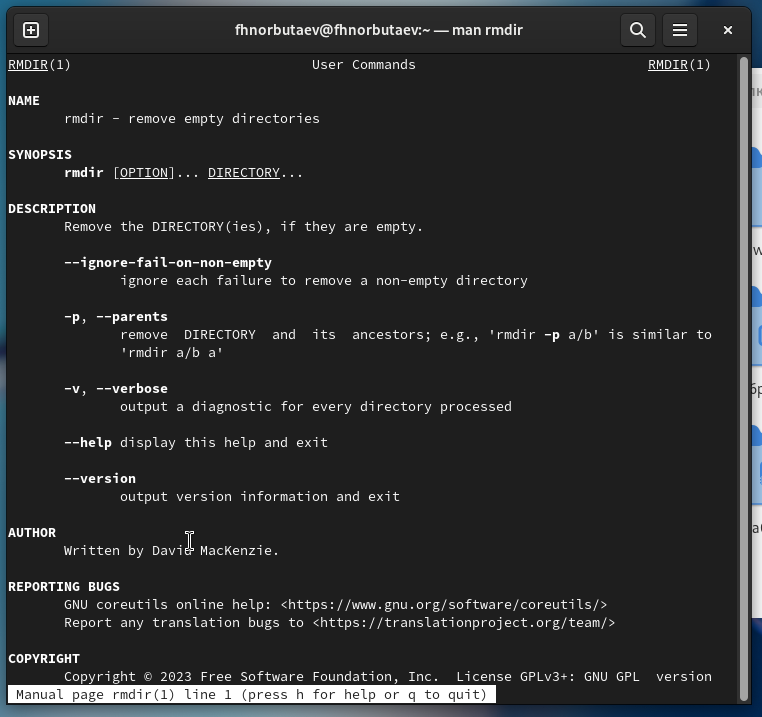 fhnorbutaev@fhnorbutaev:~ — man rmdir
RMDIR(1) User Commands RMDIR(1)
NAME
rmdir - remove empty directories
SYNOPSIS
rmdir [OPTION]... DIRECTORY...
DESCRIPTION
Remove the DIRECTORY(ies), if they are empty.
--ignore-fail-on-non-empty
ignore each failure to remove a non-empty directory
-p, --parents
remove DIRECTORY and its ancestors; e.g., 'rmdir -p a/b' is similar to
'rmdir a/b a'
-v, --verbose
output a diagnostic for every directory processed
--help display this help and exit
--version
output version information and exit
AUTHOR
Written by David MacKenzie.
REPORTING BUGS
GNU coreutils online help: <https://www.gnu.org/software/coreutils/>
Report any translation bugs to <https://translationproject.org/team/>
COPYRIGHT
Copyright © 2023 Free Software Foundation, Inc. License GPLv3+: GNU GPL version
Manual page rmdir(1) line 1 (press h for help or q to quit)